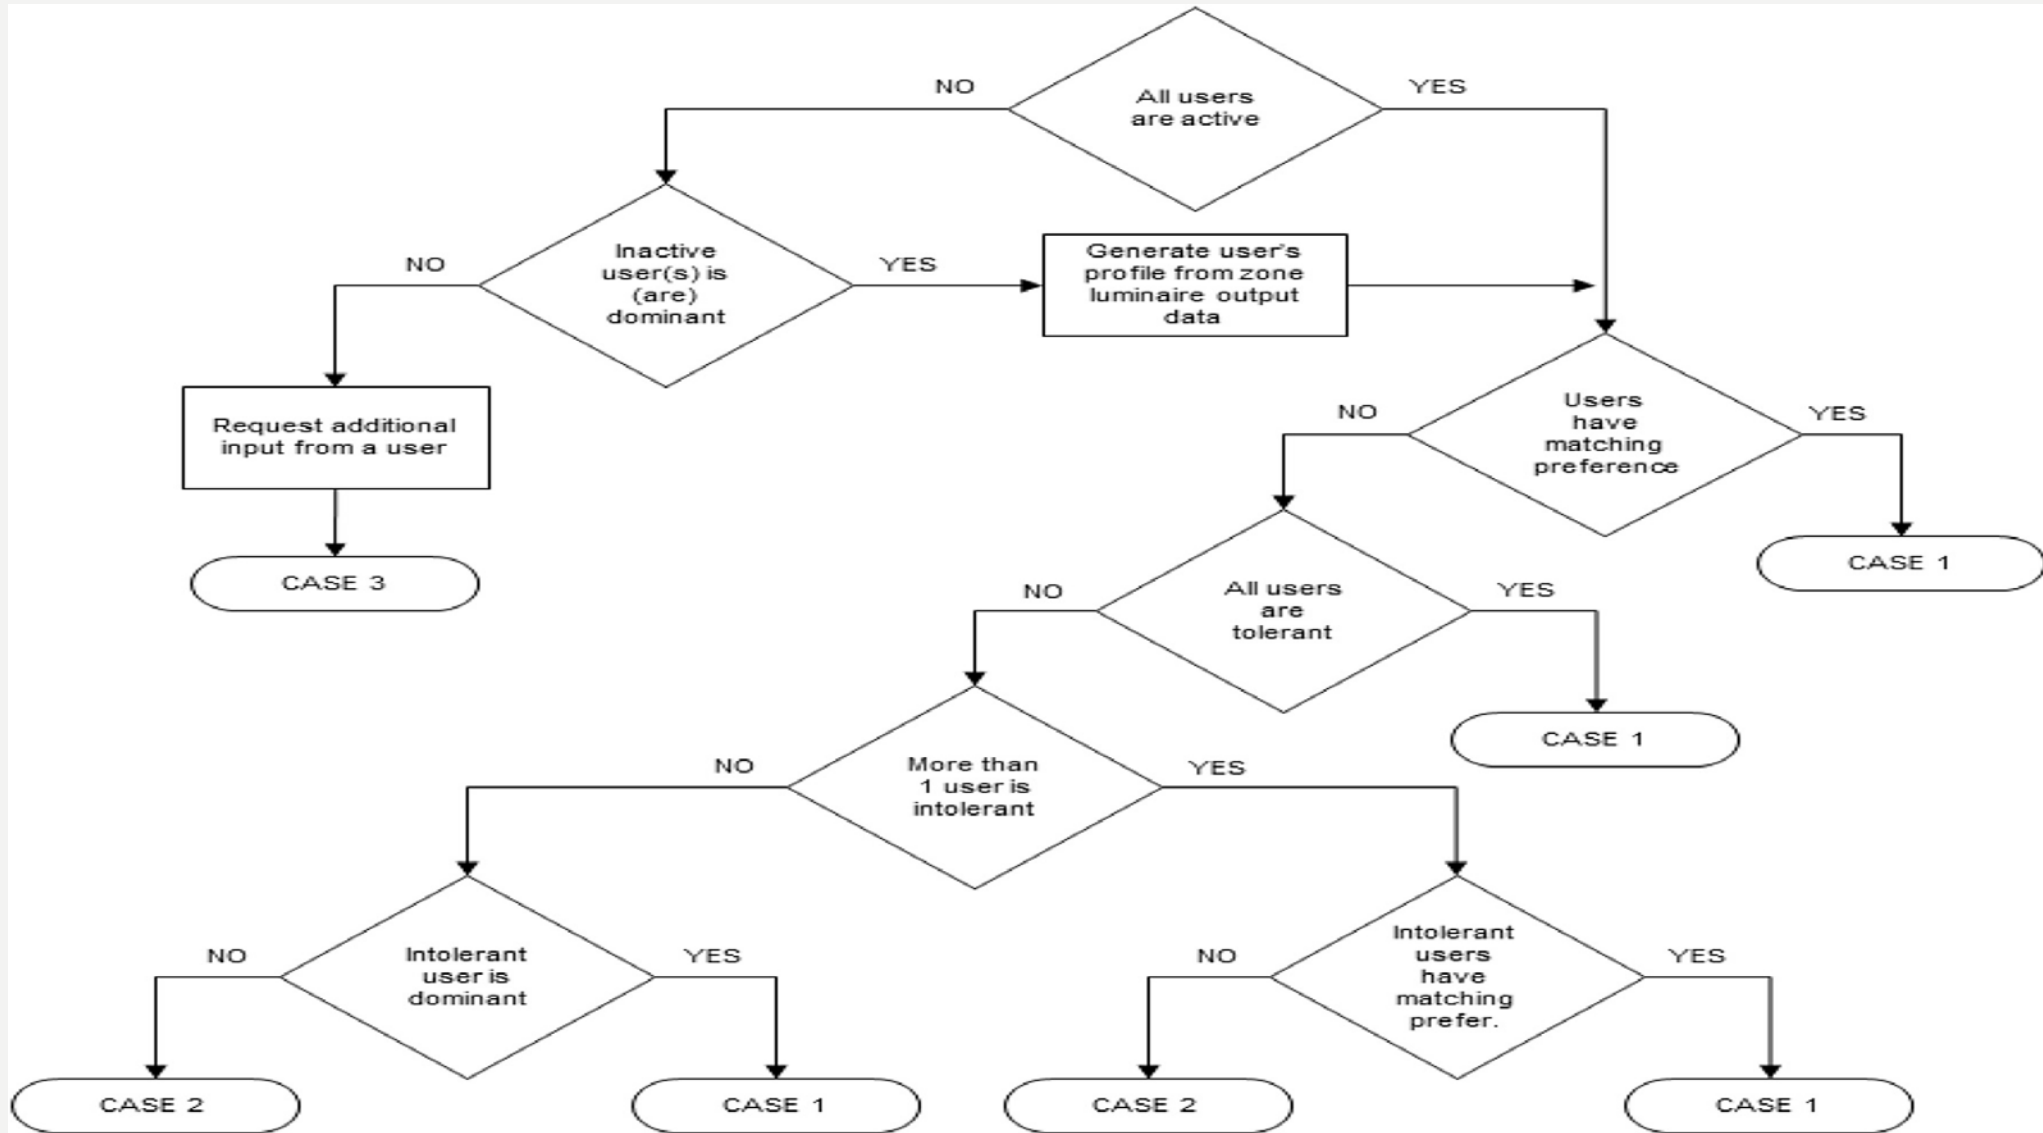 NO
All users
are active
YES
Inactive
user(s) is
(are)
dominant
NO
YES
Generate user's
profile from zone
luminaire output
data
Request additional
input from a user
CASE 3
Users
have
matching
preference
NO
YES
CASE 1
All users
are
tolerant
NO
YES
CASE 1
More than
1 user is
intolerant
NO
YES
Intolerant
user is
dominant
NO
YES
CASE 2
CASE 1
Intolerant
users
have
matching
prefer.
NO
YES
CASE 2
CASE 1